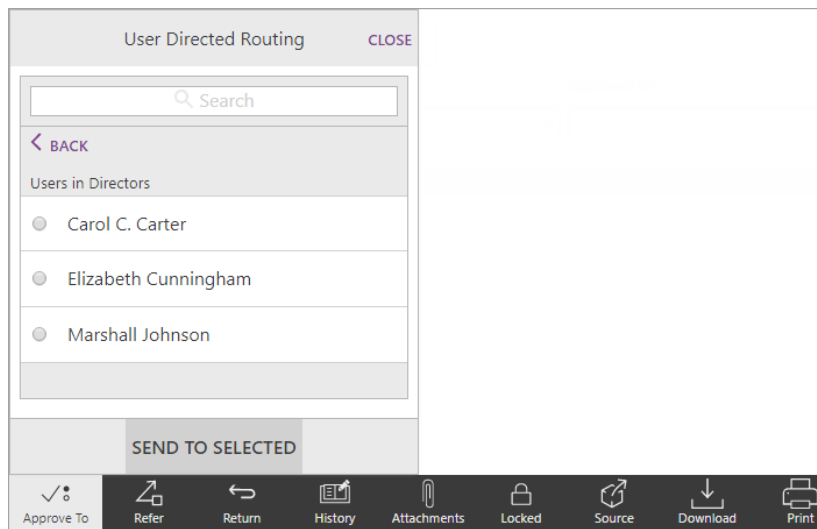 User Directed Routing CLOSE
Search
BACK
Users in Directors
Carol C. Carter
Elizabeth Cunningham
Marshall Johnson
SEND TO SELECTED
Approve To Refer Return History Attachments Locked Source Download Print